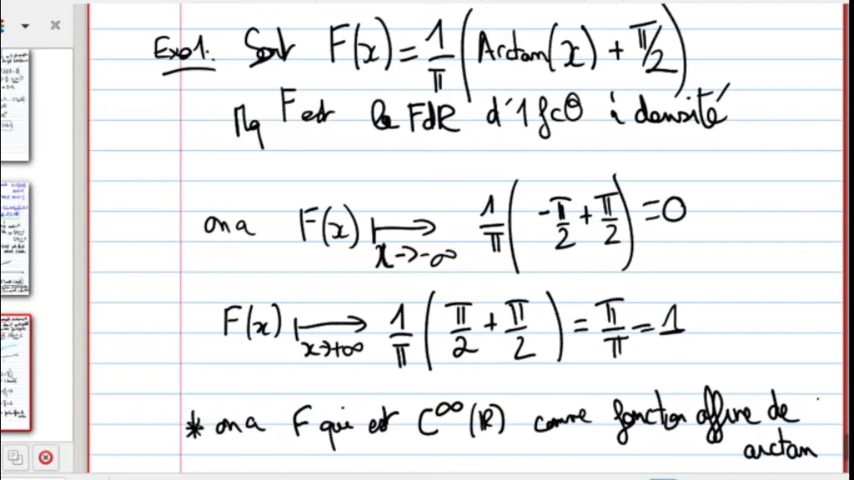 Exo1. Soit F(x) = 1/π (Arctan(x) + π/2)
Mq F est la FdR d'1 fcθ à densité
on a F(x) ⟼ x→-∞ 1/π (-π/2 + π/2) = 0
F(x) ⟼ x→+∞ 1/π (π/2 + π/2) = π/π = 1
* on a F qui est C∞(R) comme fonction affine de
arctan